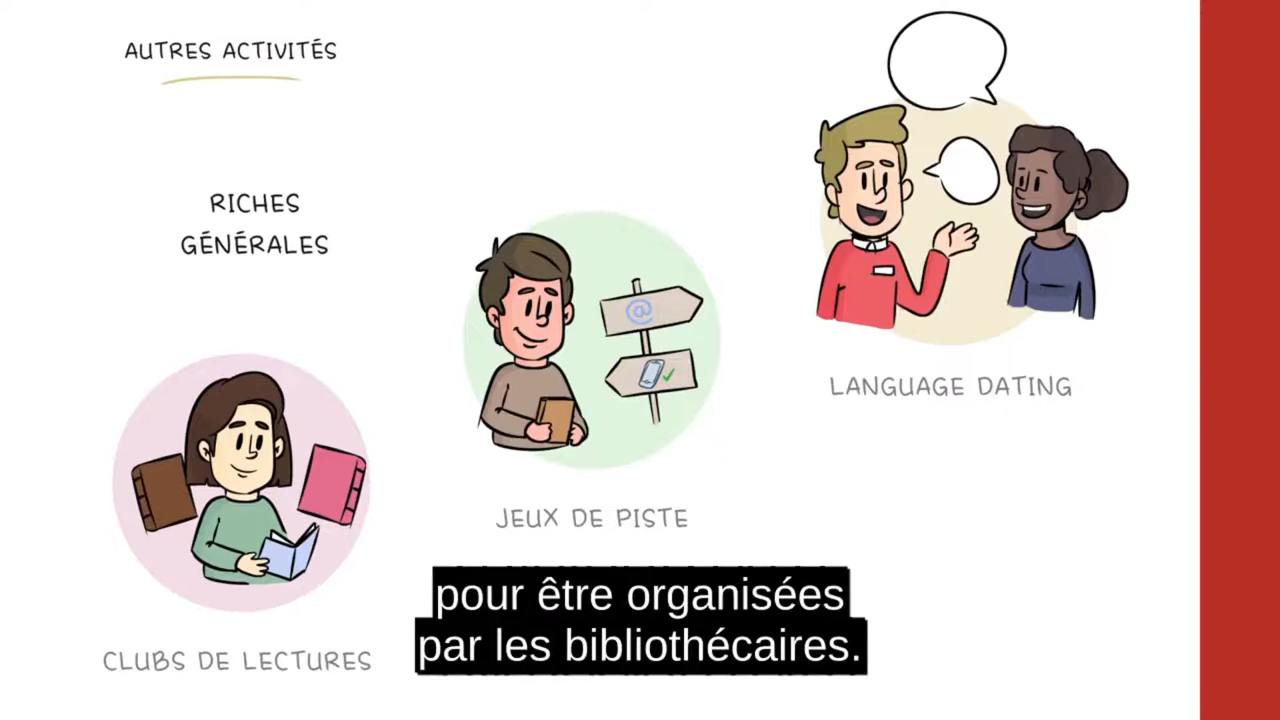 AUTRES ACTIVITÉS
RICHES
GÉNÉRALES
@
LANGUAGE DATING
JEUX DE PISTE
CLUBS DE LECTURES
pour être organisées
par les bibliothécaires.